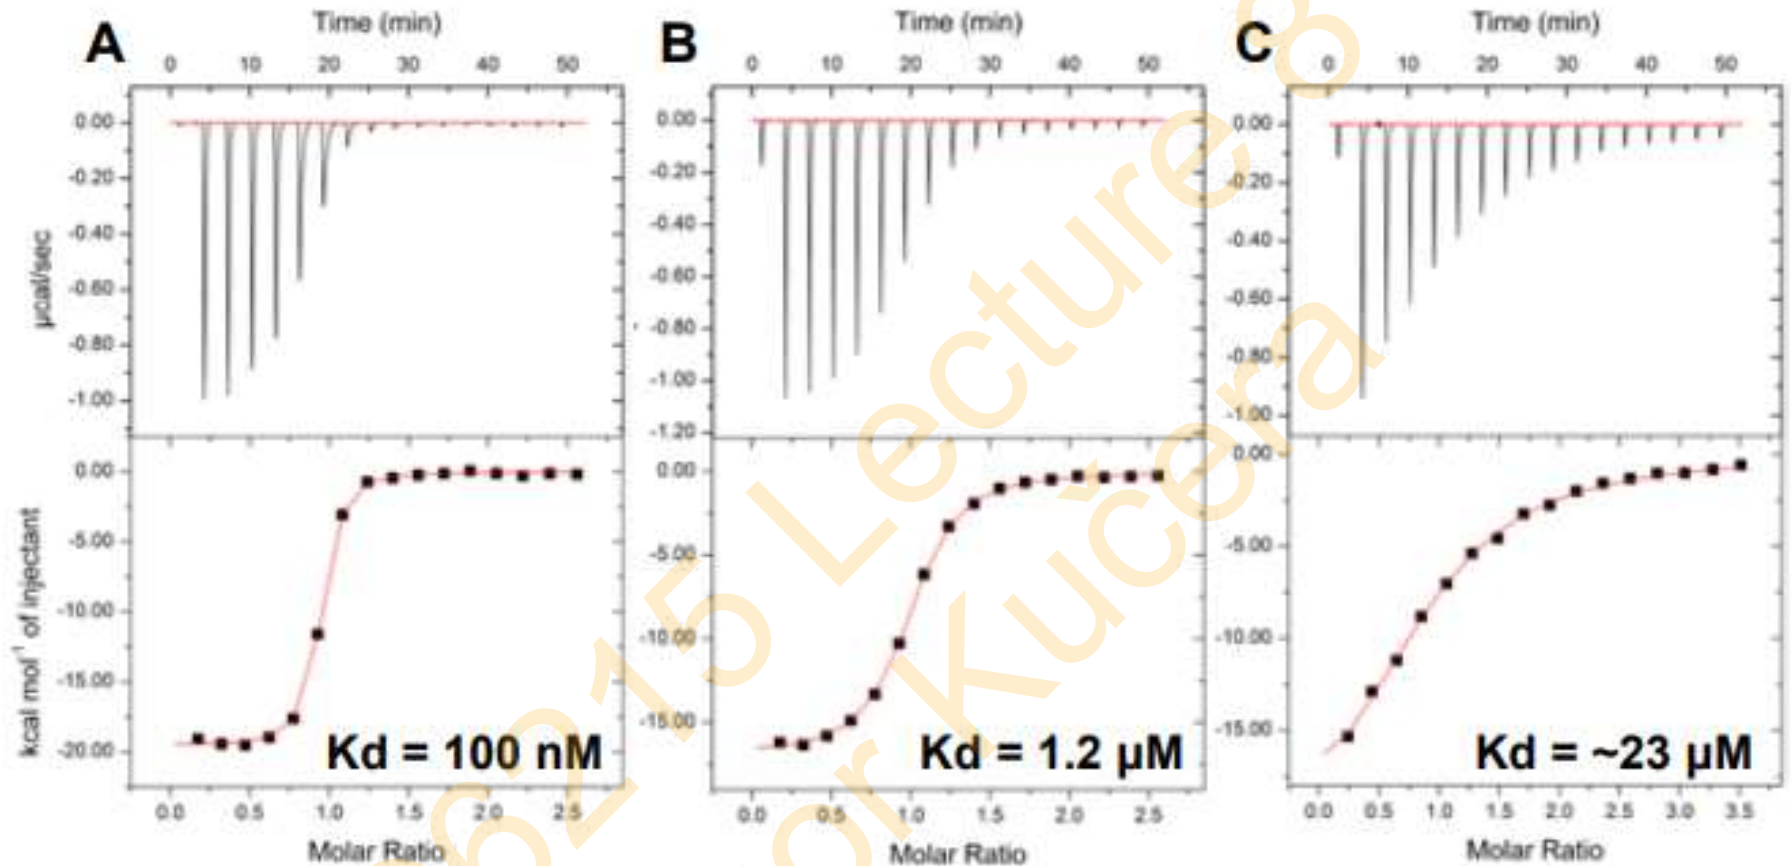 A
Time (min)
0 10 20 30 40 50
0.00
-0.20
-0.40
-0.60
-0.80
-1.00
µcal/sec
0.00
-5.00
-10.00
-15.00
-20.00
kcal mol⁻¹ of injectant
Kd = 100 nM
0.0 0.5 1.0 1.5 2.0 2.5
Molar Ratio
B
Time (min)
0 10 20 30 40 50
0.00
-0.20
-0.40
-0.60
-0.80
-1.00
-1.20
0.00
-5.00
-10.00
-15.00
Kd = 1.2 µM
0.0 0.5 1.0 1.5 2.0 2.5
Molar Ratio
C
Time (min)
0 10 20 30 40 50
0.00
-0.20
-0.40
-0.60
-0.80
-1.00
0.00
-5.00
-10.00
-15.00
Kd = ~23 µM
0.0 0.5 1.0 1.5 2.0 2.5 3.0 3.5
Molar Ratio
6215 Lecture 8
or Kučera